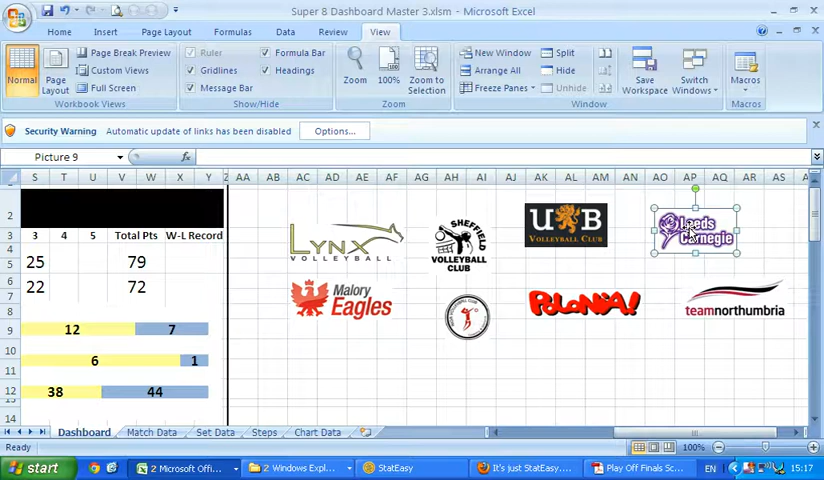 Super 8 Dashboard Master 3.xlsm - Microsoft Excel
Home Insert Page Layout Formulas Data Review View
Normal
Page Layout
Page Break Preview
Custom Views
Full Screen
Workbook Views
Ruler
Gridlines
Message Bar
Formula Bar
Headings
Show/Hide
Zoom
100%
Zoom to Selection
Zoom
New Window
Arrange All
Freeze Panes
Split
Hide
Unhide
Save Workspace
Switch Windows
Window
Macros
Macros
Security Warning Automatic update of links has been disabled Options...
Picture 9 fx
S T U V W X Y Z AA AB AC AD AE AF AG AH AI AJ AK AL AM AN AO AP AQ AR AS
2
3 3 4 5 Total Pts W-L Record
4
5 25 79
6 22 72
7
8
9 12 7
10
11 6 1
12 38 44
14
LYNX
VOLLEYBALL
SHEFFIELD
VOLLEYBALL
CLUB
U B
VOLLEYBALL CLUB
Leeds
Carnegie
Malory
Eagles
POLONIA!
teamnorthumbria
Dashboard Match Data Set Data Steps Chart Data
Ready 100%
start 2 Microsoft Offi... 2 Windows Expl... StatEasy It's just StatEasy.... Play Off Finals Sc... EN 15:17